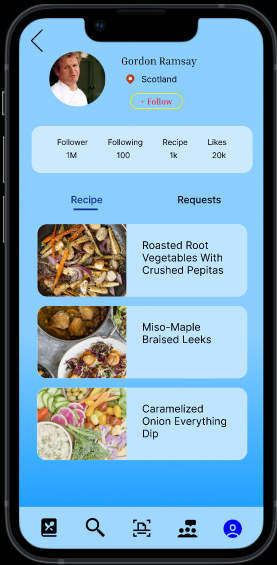 Gordon Ramsay
Scotland
+ Follow
Follower Following Recipe Likes
1M 100 1k 20k
Recipe Requests
Roasted Root
Vegetables With
Crushed Pepitas
Miso-Maple
Braised Leeks
Caramelized
Onion Everything
Dip